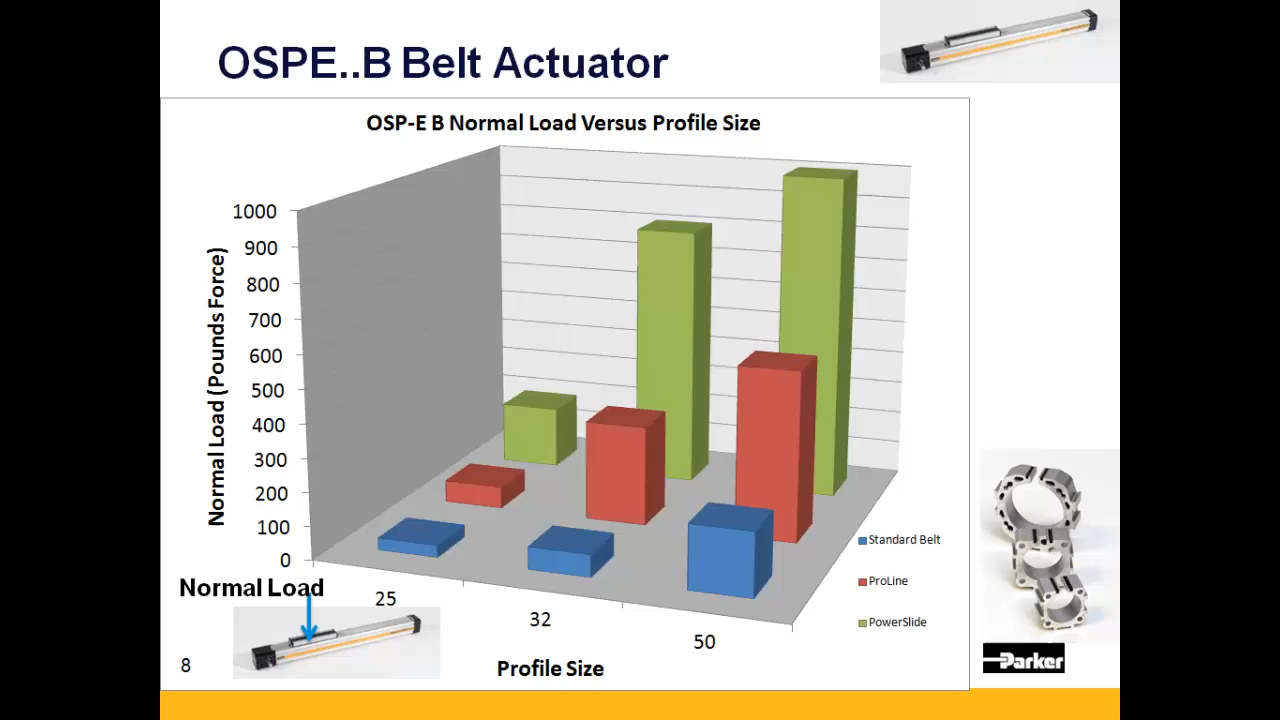 OSPE..B Belt Actuator
OSP-E B Normal Load Versus Profile Size
1000
900
800
700
600
500
400
300
200
100
0
Normal Load (Pounds Force)
25
32
50
Profile Size
Standard Belt
ProLine
PowerSlide
Normal Load
8
Parker